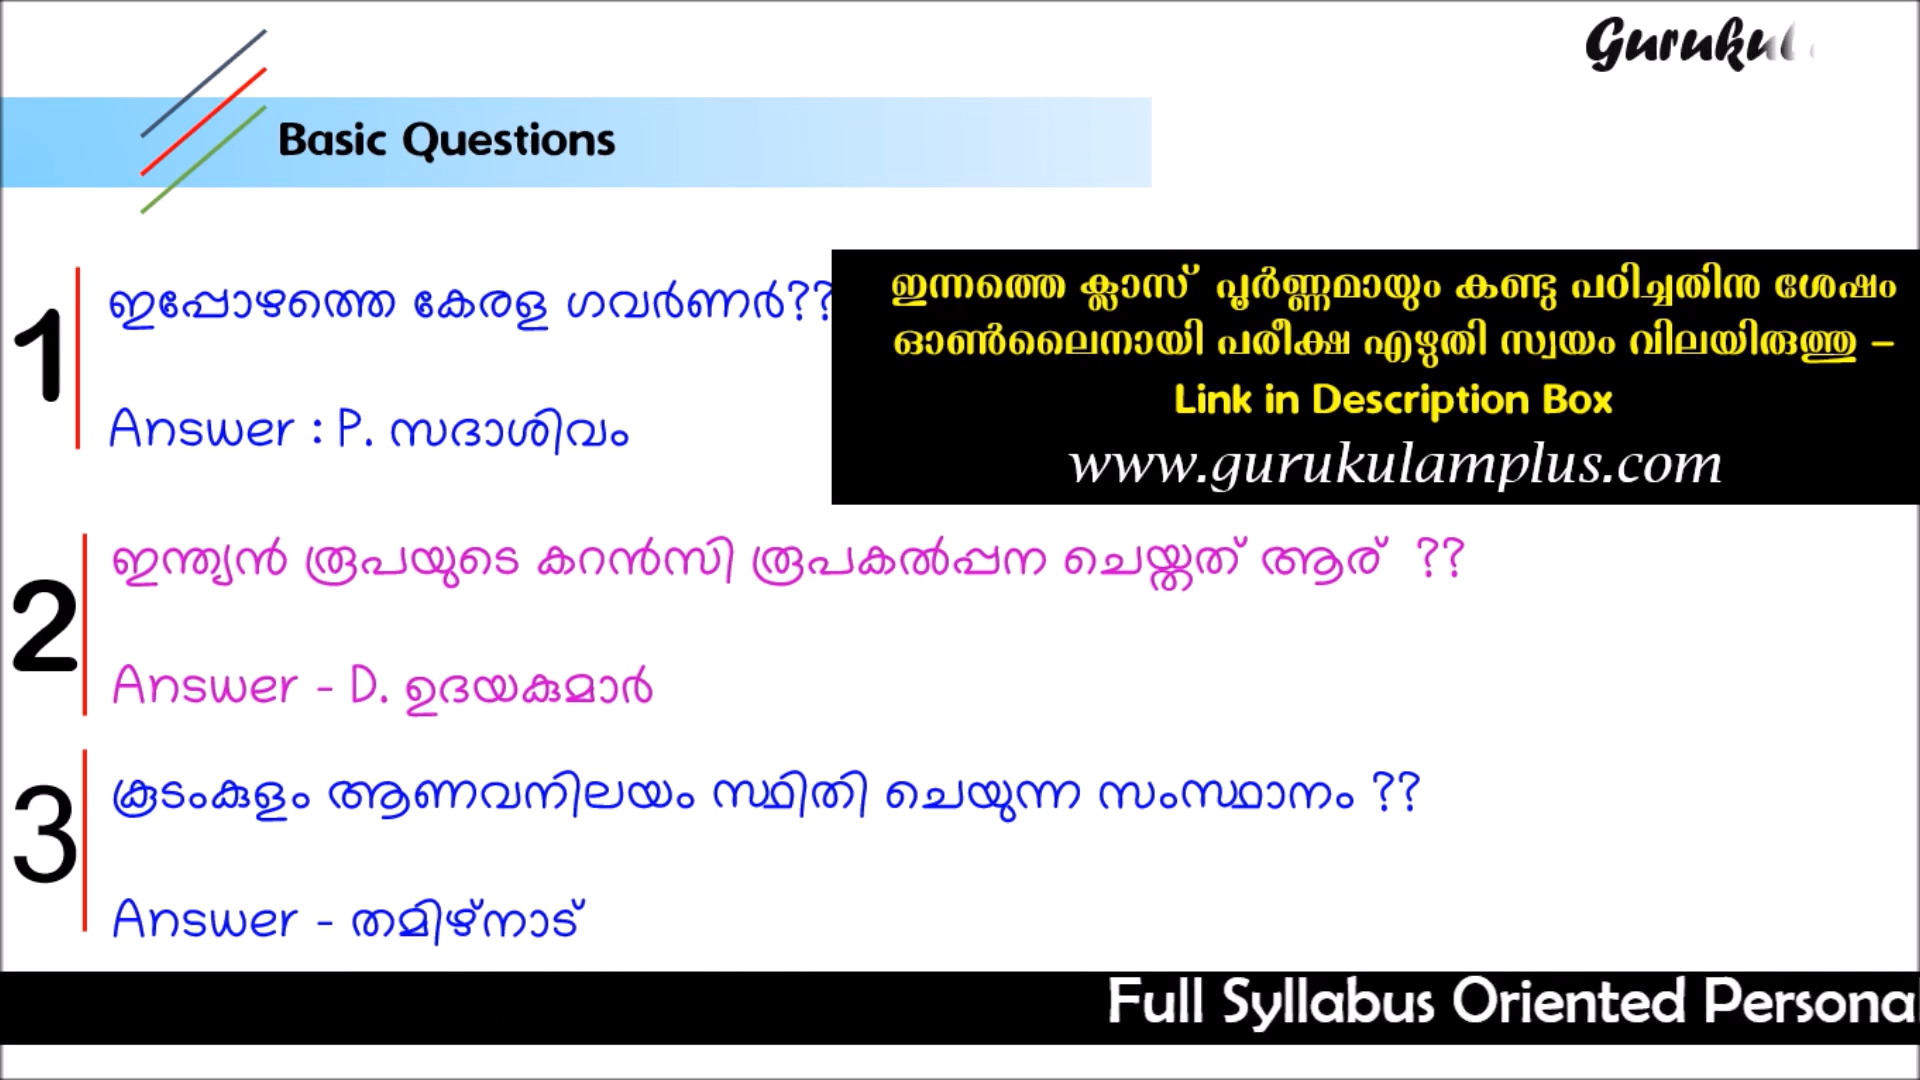 Basic Questions
ഇപ്പോഴത്തെ കേരള ഗവർണർ??
1
Answer : P. സദാശിവം
ഇന്നത്തെ ക്ലാസ് പൂർണ്ണമായും കണ്ടു പഠിച്ചതിനു ശേഷം
ഓൺലൈനായി പരീക്ഷ എഴുതി സ്വയം വിലയിരുത്തു –
Link in Description Box
www.gurukulamplus.com
ഇന്ത്യൻ രൂപയുടെ കറൻസി രൂപകൽപ്പന ചെയ്തത് ആര് ??
2
Answer - D. ഉദയകുമാർ
കൂടംകുളം ആണവനിലയം സ്ഥിതി ചെയുന്ന സംസ്ഥാനം ??
3
Answer - തമിഴ്നാട്
Full Syllabus Oriented Persona